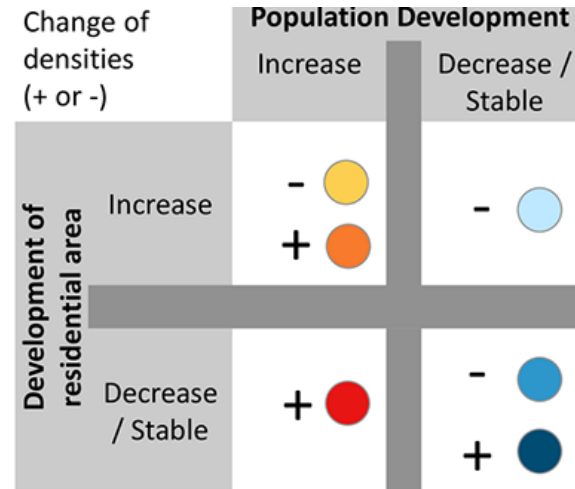 Change of
densities
(+ or -)
Population Development
Increase
Decrease /
Stable
Development of
residential area
Increase
-
+
-
Decrease
/ Stable
+
-
+